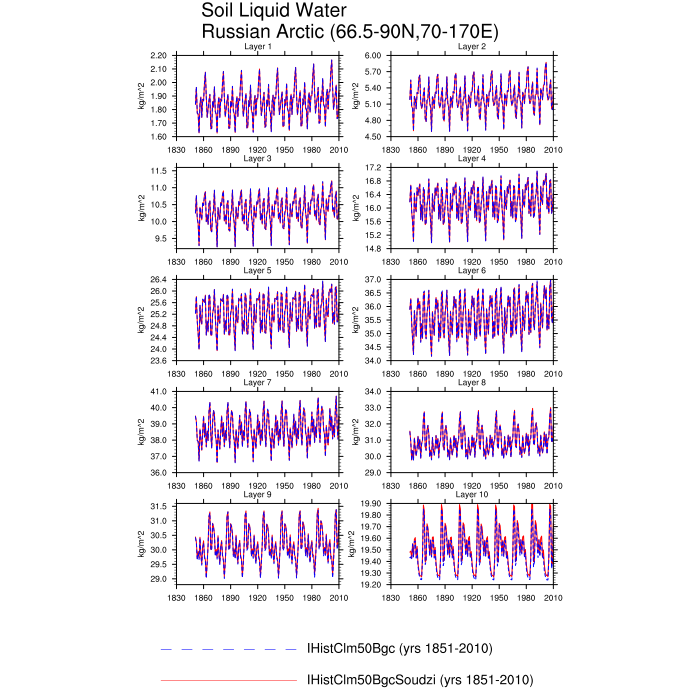 Soil Liquid Water
Russian Arctic (66.5-90N,70-170E)
Layer 1
Layer 2
2.20
2.10
2.00
1.90
1.80
1.70
1.60
kg/m^2
1830 1860 1890 1920 1950 1980 2010
6.00
5.70
5.40
5.10
4.80
4.50
kg/m^2
1830 1860 1890 1920 1950 1980 2010
Layer 3
Layer 4
11.5
11.0
10.5
10.0
9.5
kg/m^2
1830 1860 1890 1920 1950 1980 2010
17.2
16.8
16.4
16.0
15.6
15.2
14.8
kg/m^2
1830 1860 1890 1920 1950 1980 2010
Layer 5
Layer 6
26.4
26.0
25.6
25.2
24.8
24.4
24.0
23.6
kg/m^2
1830 1860 1890 1920 1950 1980 2010
37.0
36.5
36.0
35.5
35.0
34.5
34.0
kg/m^2
1830 1860 1890 1920 1950 1980 2010
Layer 7
Layer 8
41.0
40.0
39.0
38.0
37.0
36.0
kg/m^2
1830 1860 1890 1920 1950 1980 2010
34.0
33.0
32.0
31.0
30.0
29.0
kg/m^2
1830 1860 1890 1920 1950 1980 2010
Layer 9
Layer 10
31.5
31.0
30.5
30.0
29.5
29.0
kg/m^2
1830 1860 1890 1920 1950 1980 2010
19.90
19.80
19.70
19.60
19.50
19.40
19.30
19.20
kg/m^2
1830 1860 1890 1920 1950 1980 2010
IHistClm50Bgc (yrs 1851-2010)
IHistClm50BgcSoudzi (yrs 1851-2010)